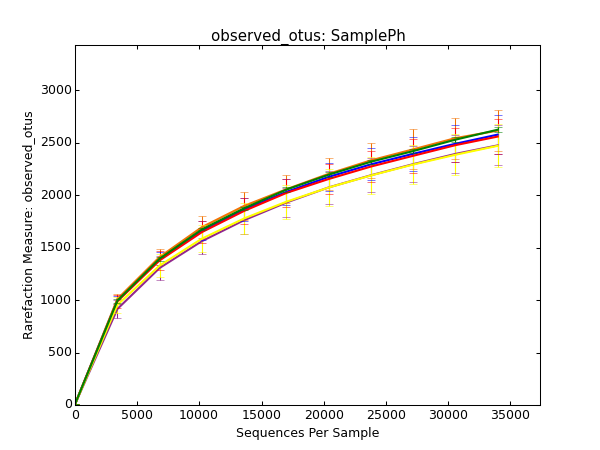 observed_otus: SamplePh
Rarefaction Measure: observed_otus
3000
2500
2000
1500
1000
500
0
0 5000 10000 15000 20000 25000 30000 35000
Sequences Per Sample